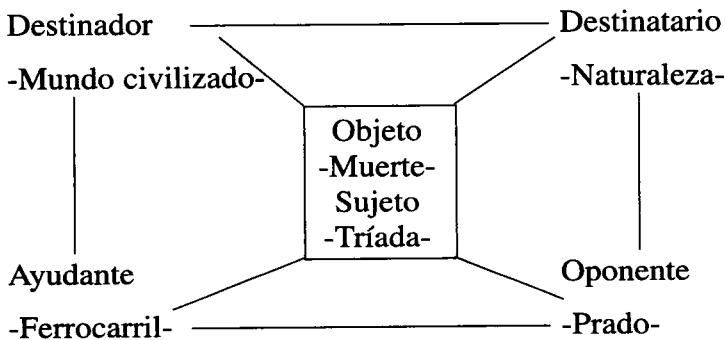 Destinador
Destinatario
-Mundo civilizado-
-Naturaleza-
Objeto
-Muerte-
Sujeto
-Tríada-
Ayudante
Oponente
-Ferrocarril-
-Prado-